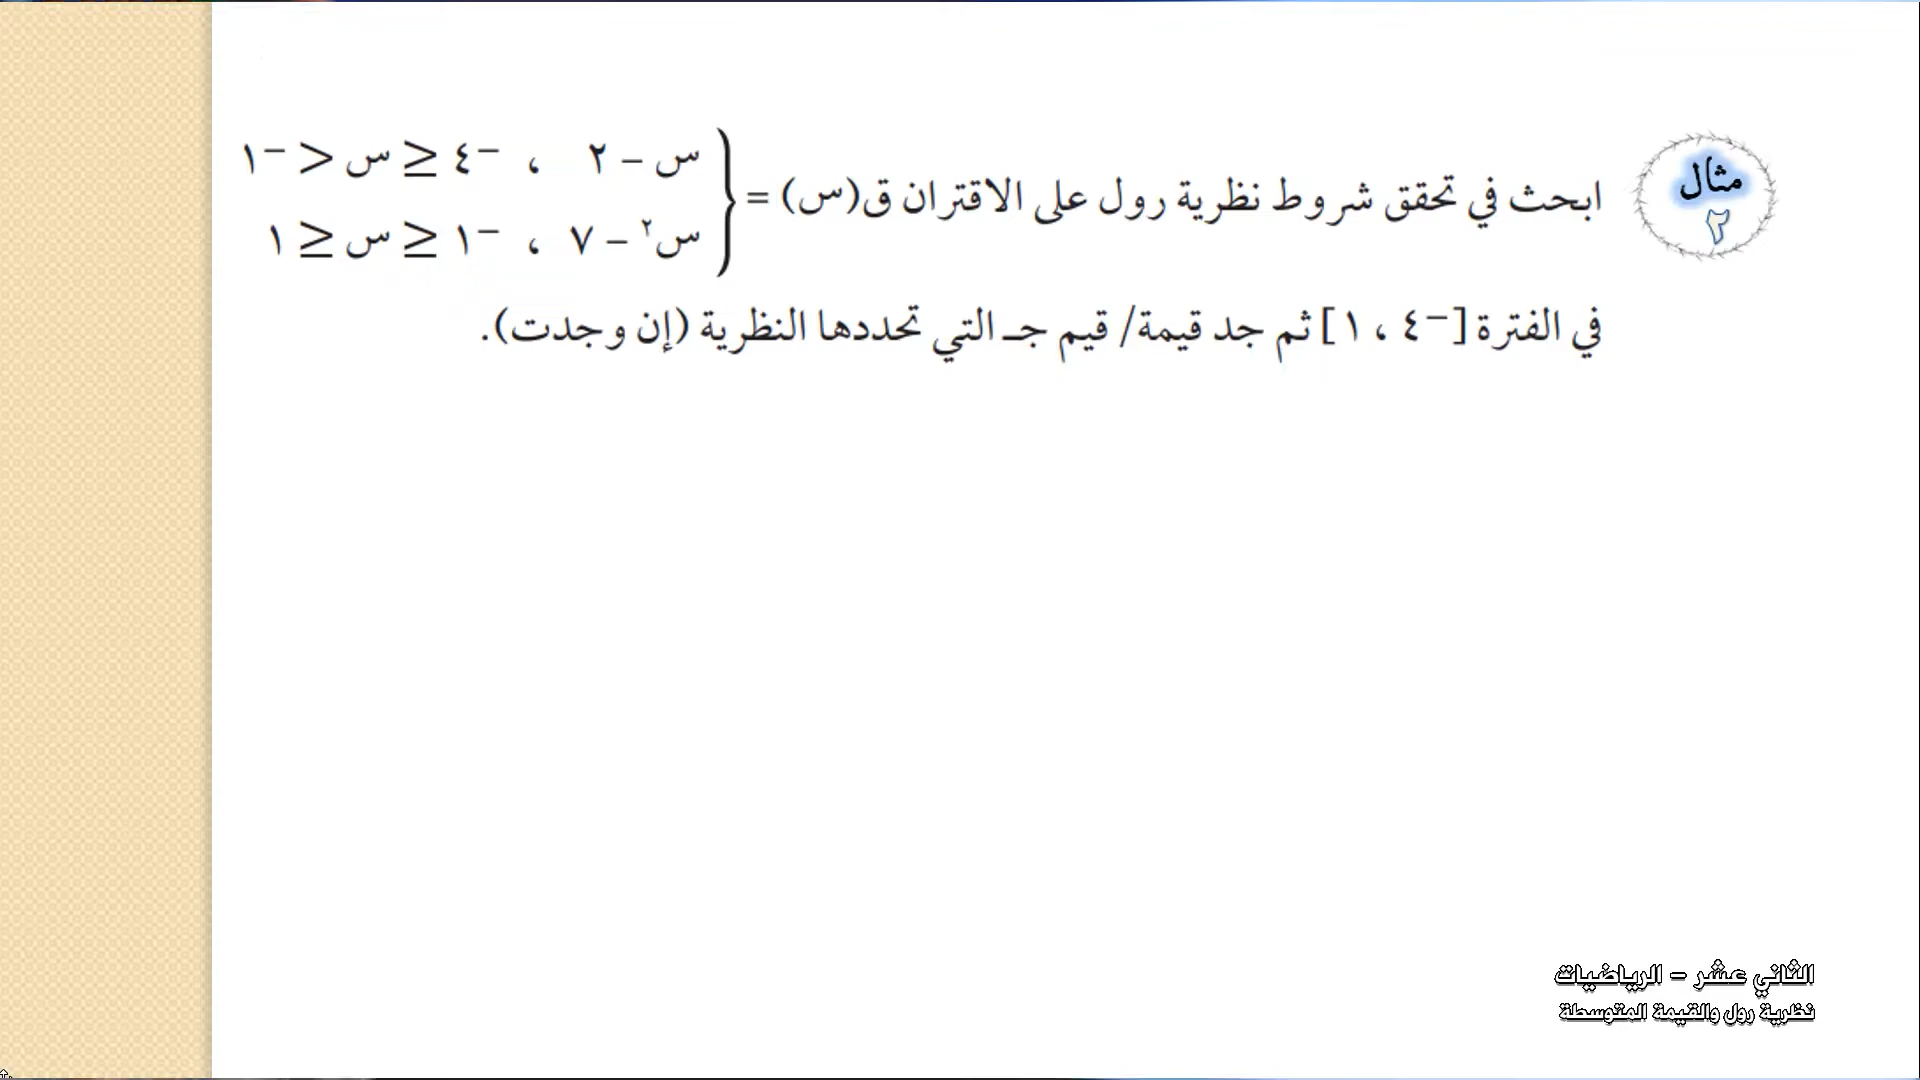 مثال ٢
ابحث في تحقق شروط نظرية رول على الاقتران ق(س) =
س − ٢ ، −٤ ≤ س < −١
س² − ٧ ، −١ ≤ س ≤ ١
في الفترة [−٤ ، ١] ثم جد قيمة/ قيم جـ التي تحددها النظرية (إن وجدت).
الثاني عشر – الرياضيات
نظرية رول والقيمة المتوسطة